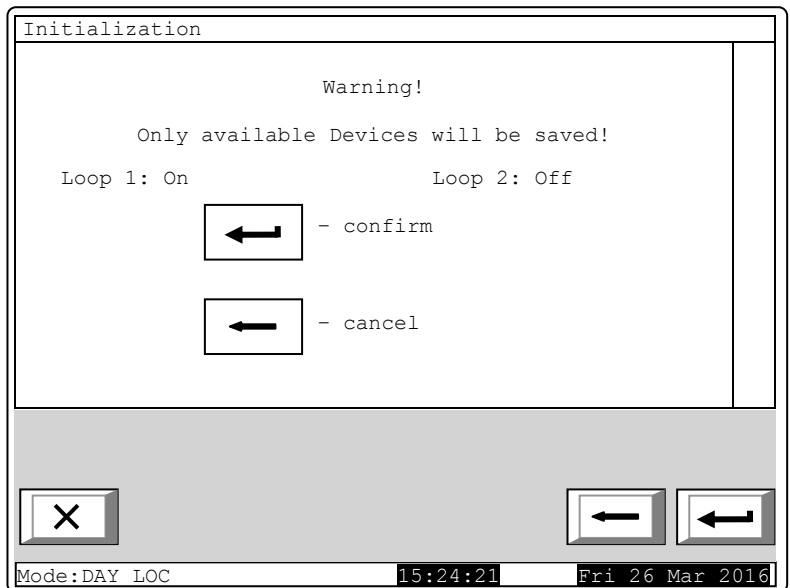 Initialization
Warning!
Only available Devices will be saved!
Loop 1: On Loop 2: Off
- confirm
- cancel
Mode:DAY LOC 15:24:21 Fri 26 Mar 2016